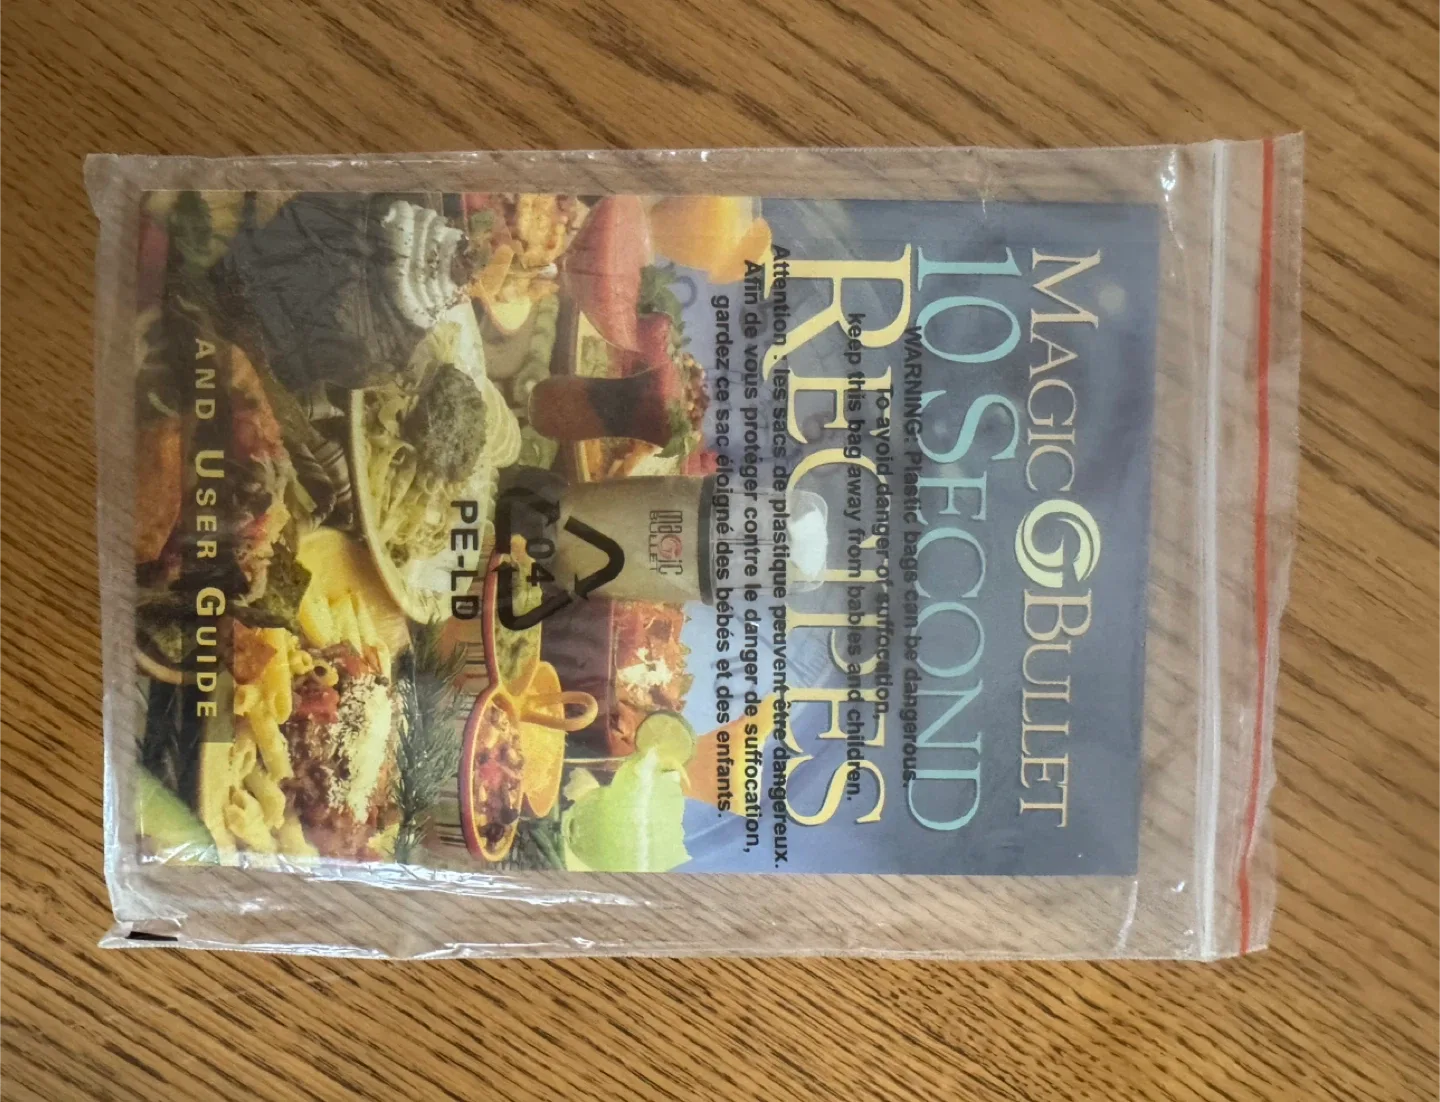 MAGIC BULLET
10 SECOND
RECIPES
WARNING: Plastic bags can be dangerous.
To avoid danger of suffocation,
keep this bag away from babies and children.
Attention : les sacs de plastique peuvent être dangereux.
Afin de vous protéger contre le danger de suffocation,
gardez ce sac éloigné des bébés et des enfants.
magic
BULLET
04
PE-LD
AND USER GUIDE